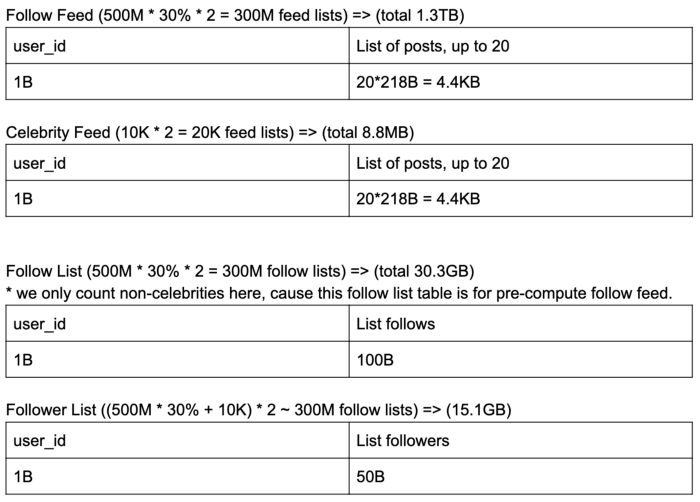 Follow Feed (500M * 30% * 2 = 300M feed lists) => (total 1.3TB)
user_id List of posts, up to 20
1B 20*218B = 4.4KB
Celebrity Feed (10K * 2 = 20K feed lists) => (total 8.8MB)
user_id List of posts, up to 20
1B 20*218B = 4.4KB
Follow List (500M * 30% * 2 = 300M follow lists) => (total 30.3GB)
* we only count non-celebrities here, cause this follow list table is for pre-compute follow feed.
user_id List follows
1B 100B
Follower List ((500M * 30% + 10K) * 2 ~ 300M follow lists) => (15.1GB)
user_id List followers
1B 50B